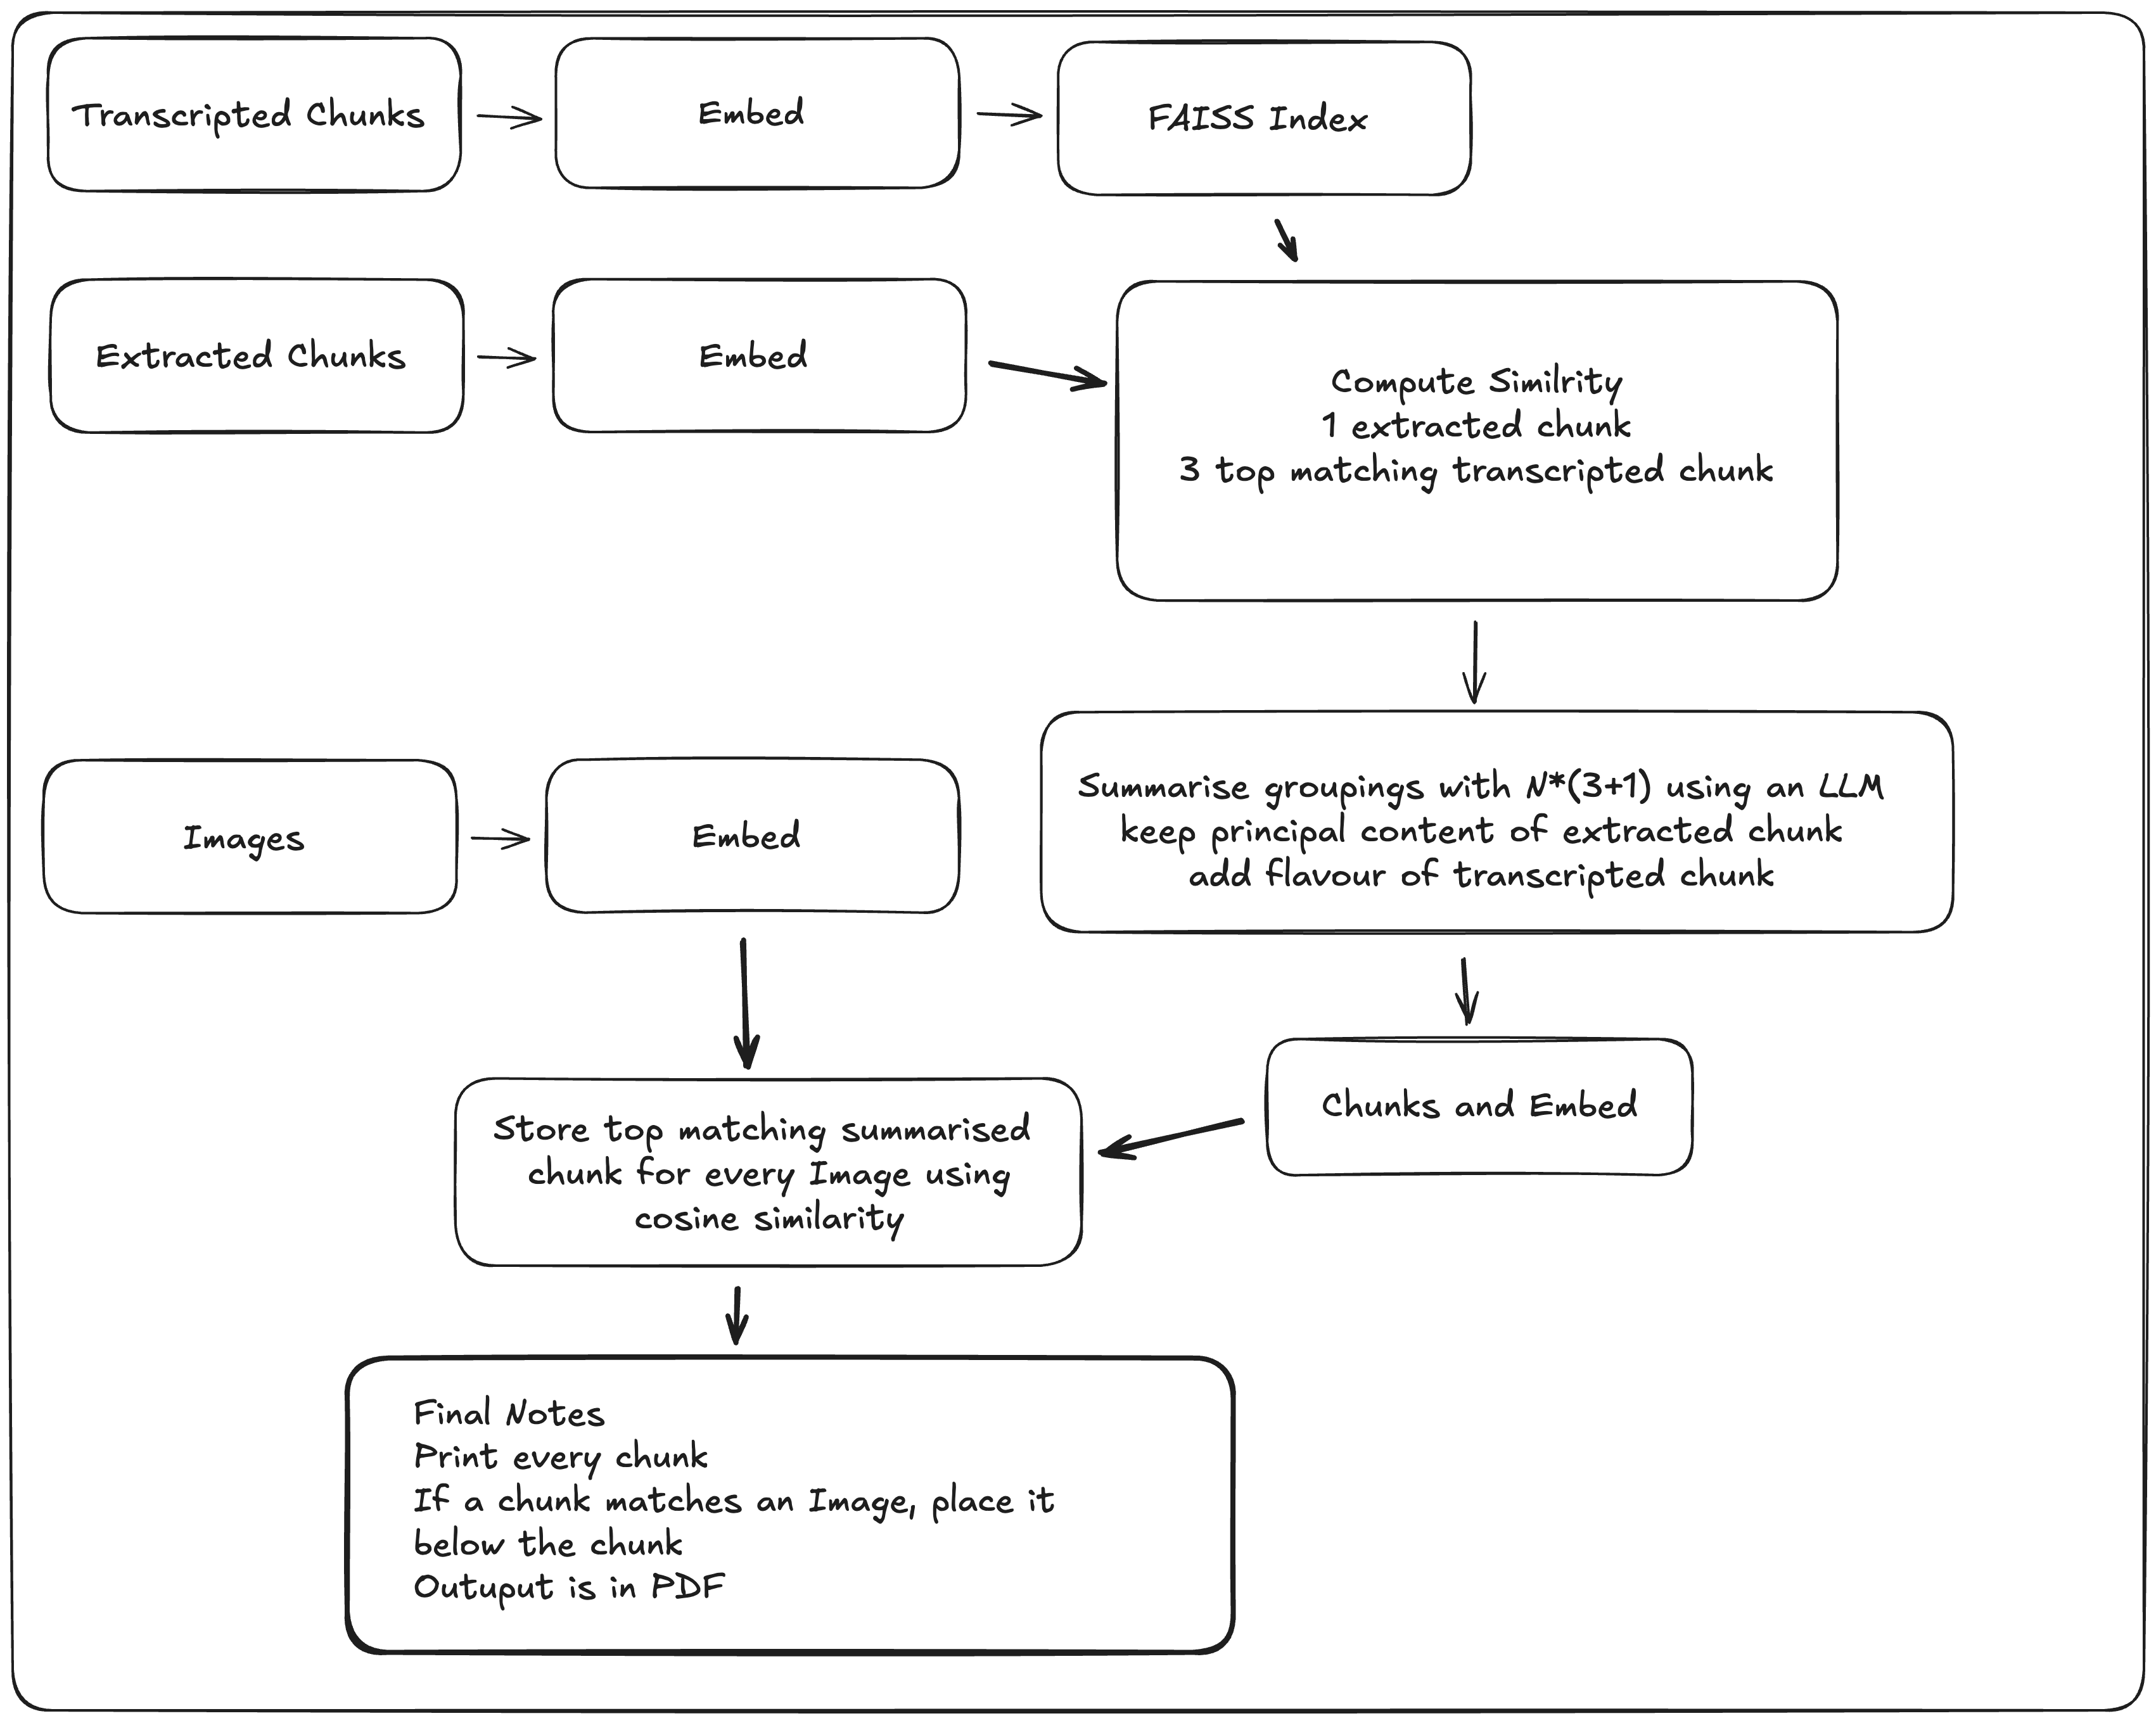 Transcripted Chunks
Embed
FAISS Index
Extracted Chunks
Embed
Compute Similrity
1 extracted chunk
3 top matching transcripted chunk
Images
Embed
Summarise groupings with N*(3+1) using an LLM
keep principal content of extracted chunk
add flavour of transcripted chunk
Chunks and Embed
Store top matching summarised
chunk for every Image using
cosine similarity
Final Notes
Print every chunk
If a chunk matches an Image, place it
below the chunk
Outuput is in PDF